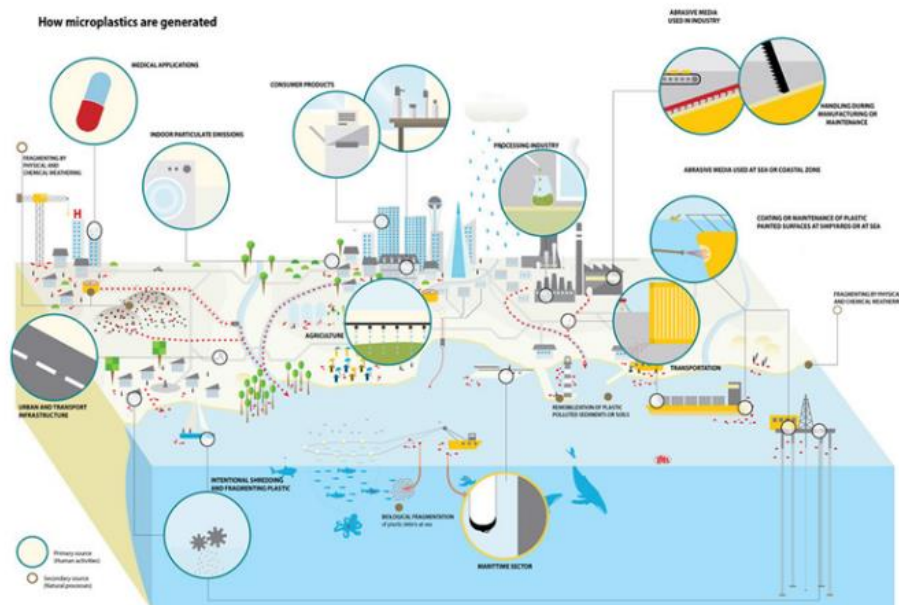 How microplastics are generated
ABRASIVE MEDIA
USED IN INDUSTRY
MEDICAL APPLICATIONS
CONSUMER PRODUCTS
HANDLING DURING
MANUFACTURING OR
MAINTENANCE
INDOOR PARTICULATE EMISSIONS
PROCESSING INDUSTRY
FRAGMENTING BY
PHYSICAL AND
CHEMICAL WEATHERING
ABRASIVE MEDIA USED AT SEA OR COASTAL ZONE
COATING OR MAINTENANCE OF PLASTIC
PAINTED SURFACES AT SHIPYARDS OR AT SEA
H
FRAGMENTING BY PHYSICAL
AND CHEMICAL WEATHERI
AGRICULTURE
TRANSPORTATION
URBAN AND TRANSPORT
INFRASTRUCTURE
REMOBILIZATION OF PLASTIC
POLLUTED SEDIMENTS OR SOILS
INTENTIONAL SHREDDING
AND FRAGMENTING PLASTIC
BIOLOGICAL FRAGMENTATION
of plastic debris at sea
MARITIME SECTOR
Primary source
(Human activities)
Secondary source
(Natural processes)